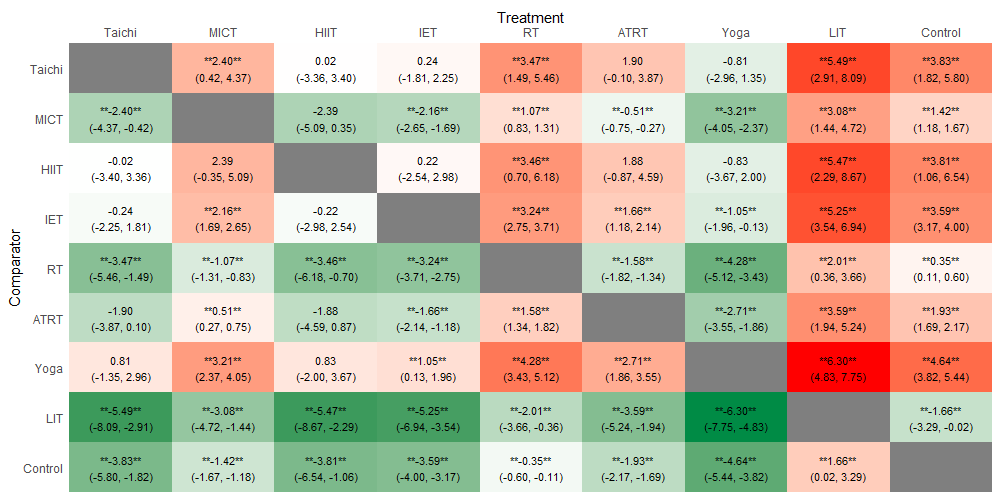 Treatment
Taichi MICT HIIT IET RT ATRT Yoga LIT Control
Comparator
Taichi **2.40** 0.02 0.24 **3.47** 1.90 -0.81 **5.49** **3.83**
(0.42, 4.37) (-3.36, 3.40) (-1.81, 2.25) (1.49, 5.46) (-0.10, 3.87) (-2.96, 1.35) (2.91, 8.09) (1.82, 5.80)
MICT **-2.40** -2.39 **-2.16** **1.07** **-0.51** **-3.21** **3.08** **1.42**
(-4.37, -0.42) (-5.09, 0.35) (-2.65, -1.69) (0.83, 1.31) (-0.75, -0.27) (-4.05, -2.37) (1.44, 4.72) (1.18, 1.67)
HIIT -0.02 2.39 0.22 **3.46** 1.88 -0.83 **5.47** **3.81**
(-3.40, 3.36) (-0.35, 5.09) (-2.54, 2.98) (0.70, 6.18) (-0.87, 4.59) (-3.67, 2.00) (2.29, 8.67) (1.06, 6.54)
IET -0.24 **2.16** -0.22 **3.24** **1.66** **-1.05** **5.25** **3.59**
(-2.25, 1.81) (1.69, 2.65) (-2.98, 2.54) (2.75, 3.71) (1.18, 2.14) (-1.96, -0.13) (3.54, 6.94) (3.17, 4.00)
RT **-3.47** **-1.07** **-3.46** **-3.24** **-1.58** **-4.28** **2.01** **0.35**
(-5.46, -1.49) (-1.31, -0.83) (-6.18, -0.70) (-3.71, -2.75) (-1.82, -1.34) (-5.12, -3.43) (0.36, 3.66) (0.11, 0.60)
ATRT -1.90 **0.51** -1.88 **-1.66** **1.58** **-2.71** **3.59** **1.93**
(-3.87, 0.10) (0.27, 0.75) (-4.59, 0.87) (-2.14, -1.18) (1.34, 1.82) (-3.55, -1.86) (1.94, 5.24) (1.69, 2.17)
Yoga 0.81 **3.21** 0.83 **1.05** **4.28** **2.71** **6.30** **4.64**
(-1.35, 2.96) (2.37, 4.05) (-2.00, 3.67) (0.13, 1.96) (3.43, 5.12) (1.86, 3.55) (4.83, 7.75) (3.82, 5.44)
LIT **-5.49** **-3.08** **-5.47** **-5.25** **-2.01** **-3.59** **-6.30** **-1.66**
(-8.09, -2.91) (-4.72, -1.44) (-8.67, -2.29) (-6.94, -3.54) (-3.66, -0.36) (-5.24, -1.94) (-7.75, -4.83) (-3.29, -0.02)
Control **-3.83** **-1.42** **-3.81** **-3.59** **-0.35** **-1.93** **-4.64** **1.66**
(-5.80, -1.82) (-1.67, -1.18) (-6.54, -1.06) (-4.00, -3.17) (-0.60, -0.11) (-2.17, -1.69) (-5.44, -3.82) (0.02, 3.29)